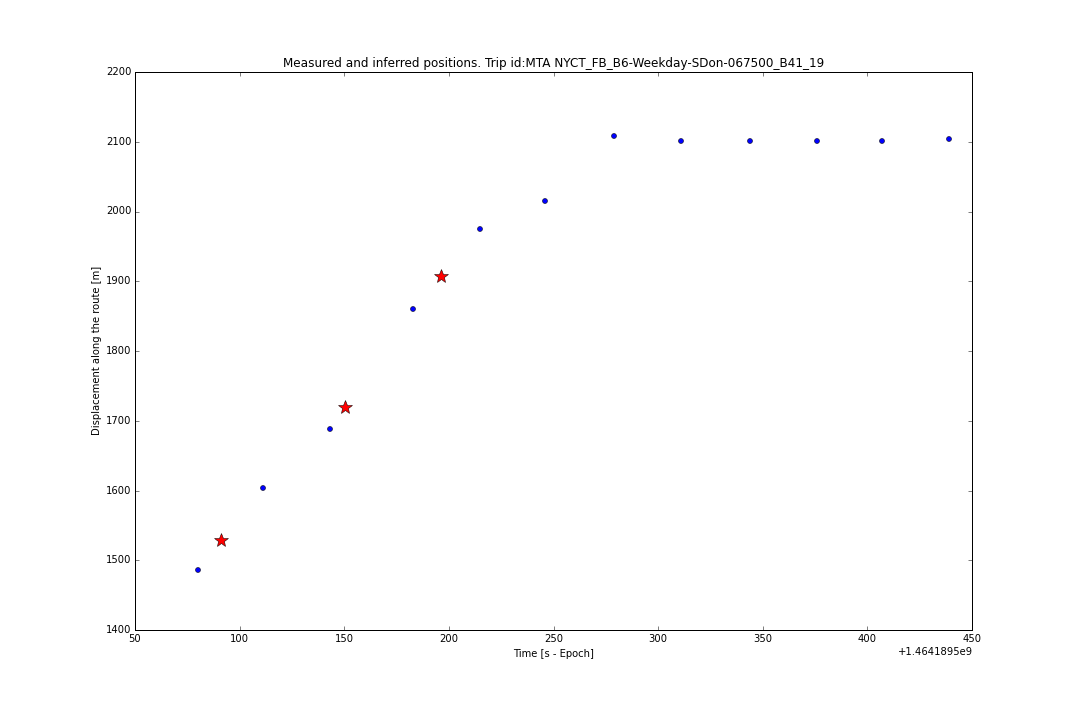 Measured and inferred positions. Trip id:MTA NYCT_FB_B6-Weekday-SDon-067500_B41_19
2200
2100
2000
1900
1800
1700
1600
1500
1400
Displacement along the route [m]
50 100 150 200 250 300 350 400 450
Time [s - Epoch]
+1.4641895e9